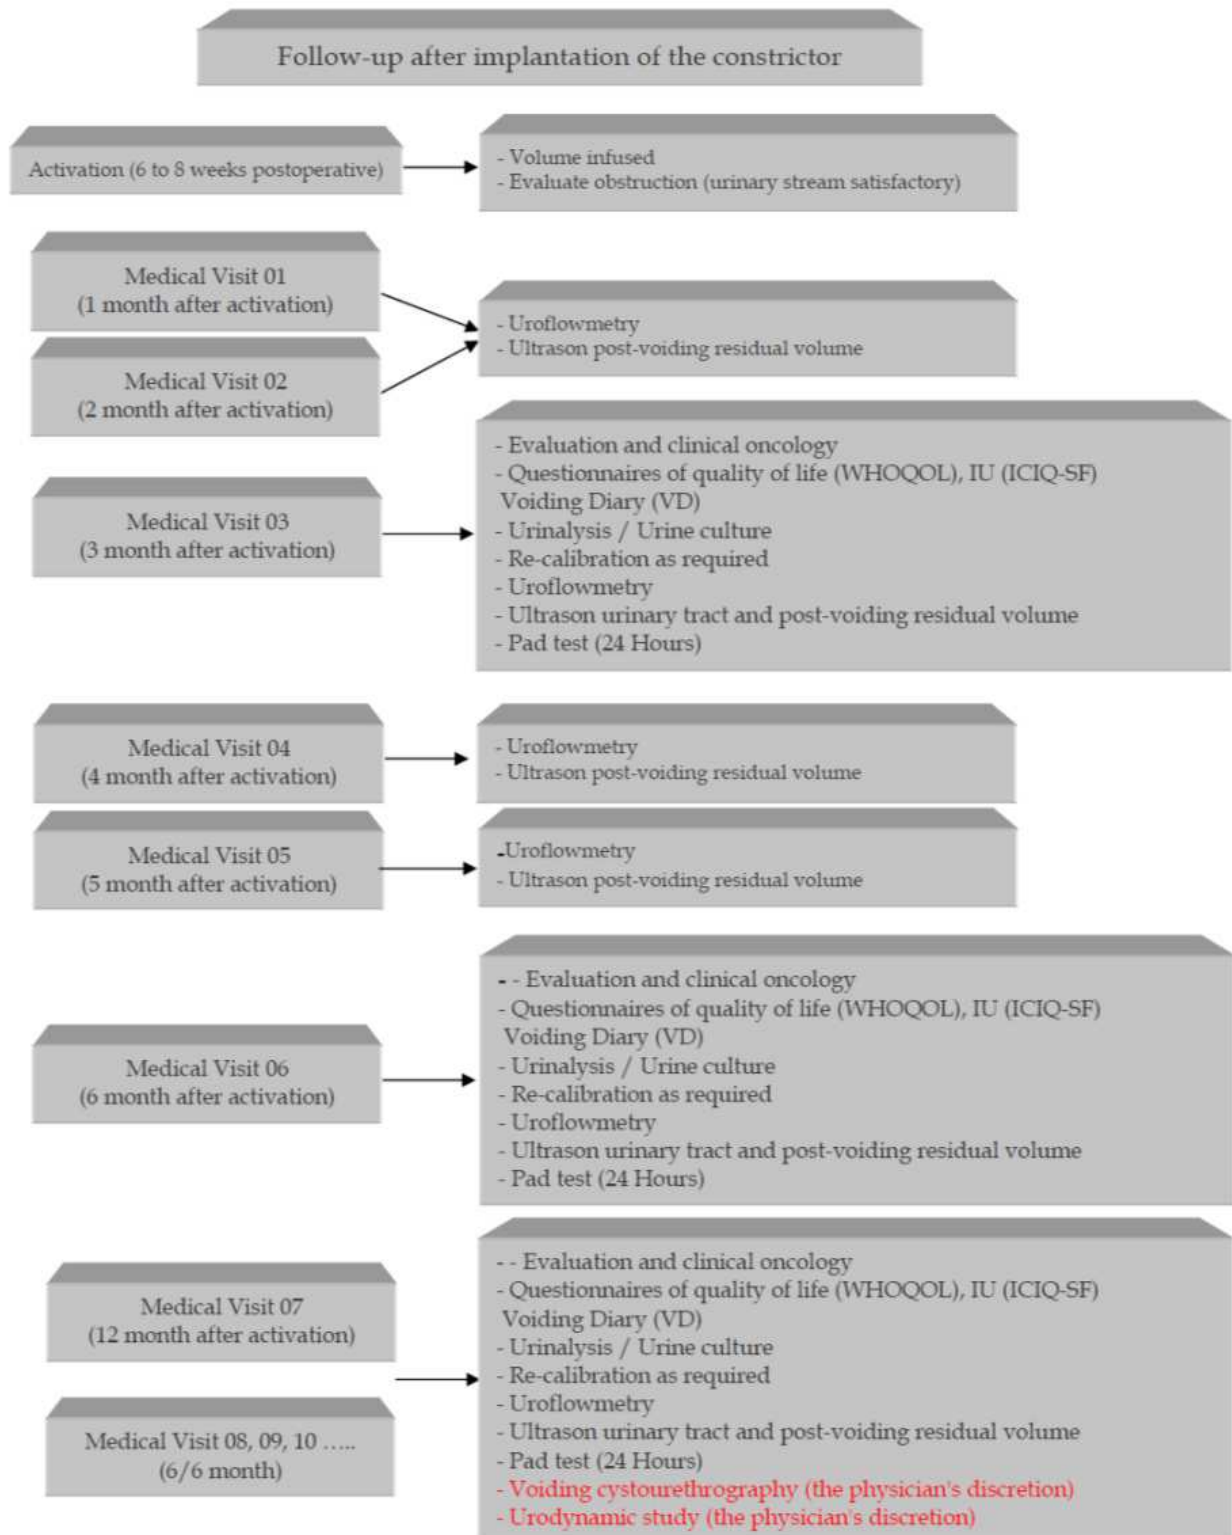 Follow-up after implantation of the constrictor
Activation (6 to 8 weeks postoperative)
- Volume infused
- Evaluate obstruction (urinary stream satisfactory)
Medical Visit 01
(1 month after activation)
Medical Visit 02
(2 month after activation)
- Uroflowmetry
- Ultrason post-voiding residual volume
Medical Visit 03
(3 month after activation)
- Evaluation and clinical oncology
- Questionnaires of quality of life (WHOQOL), IU (ICIQ-SF)
Voiding Diary (VD)
- Urinalysis / Urine culture
- Re-calibration as required
- Uroflowmetry
- Ultrason urinary tract and post-voiding residual volume
- Pad test (24 Hours)
Medical Visit 04
(4 month after activation)
- Uroflowmetry
- Ultrason post-voiding residual volume
Medical Visit 05
(5 month after activation)
-Uroflowmetry
- Ultrason post-voiding residual volume
Medical Visit 06
(6 month after activation)
- - Evaluation and clinical oncology
- Questionnaires of quality of life (WHOQOL), IU (ICIQ-SF)
Voiding Diary (VD)
- Urinalysis / Urine culture
- Re-calibration as required
- Uroflowmetry
- Ultrason urinary tract and post-voiding residual volume
- Pad test (24 Hours)
Medical Visit 07
(12 month after activation)
Medical Visit 08, 09, 10 …..
(6/6 month)
- - Evaluation and clinical oncology
- Questionnaires of quality of life (WHOQOL), IU (ICIQ-SF)
Voiding Diary (VD)
- Urinalysis / Urine culture
- Re-calibration as required
- Uroflowmetry
- Ultrason urinary tract and post-voiding residual volume
- Pad test (24 Hours)
- Voiding cystourethrography (the physician's discretion)
- Urodynamic study (the physician's discretion)